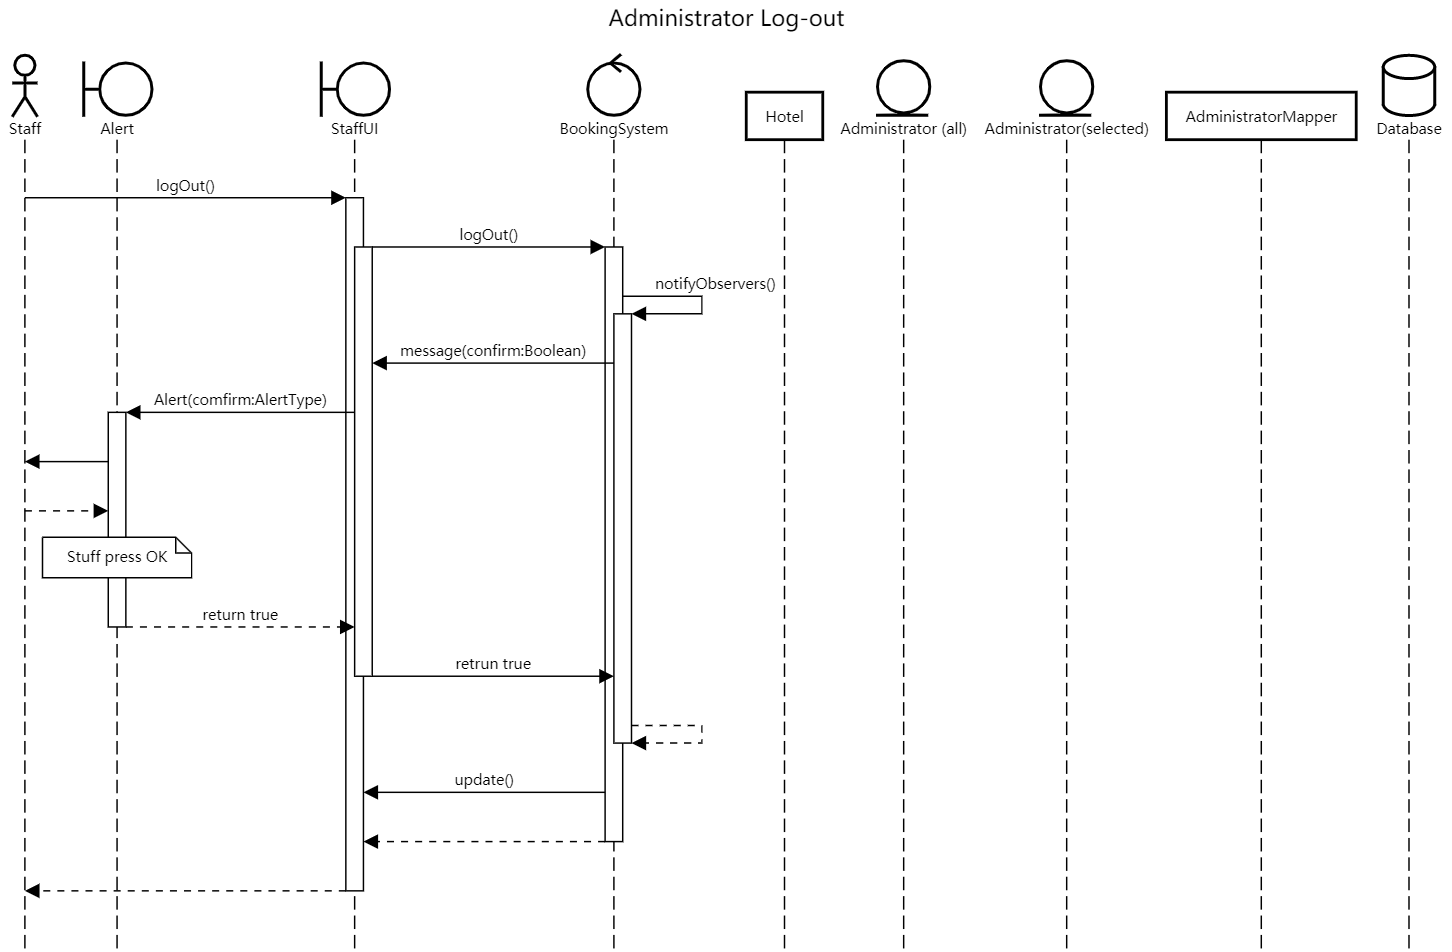 Administrator Log-out
Staff
Alert
StaffUI
BookingSystem
Hotel
Administrator (all)
Administrator(selected)
AdministratorMapper
Database
logOut()
logOut()
notifyObservers()
message(confirm:Boolean)
Alert(comfirm:AlertType)
Stuff press OK
return true
retrun true
update()